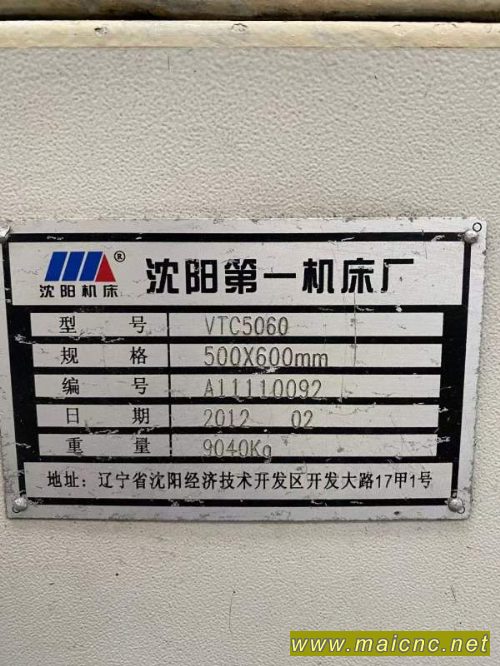 沈阳机床 ® 沈阳第一机床厂
型 号 VTC5060
规 格 500X600mm
编 号 A11110092
日 期 2012 02
重 量 9040Kg
地址: 辽宁省沈阳经济技术开发区开发大路17甲1号
www.maicnc.net